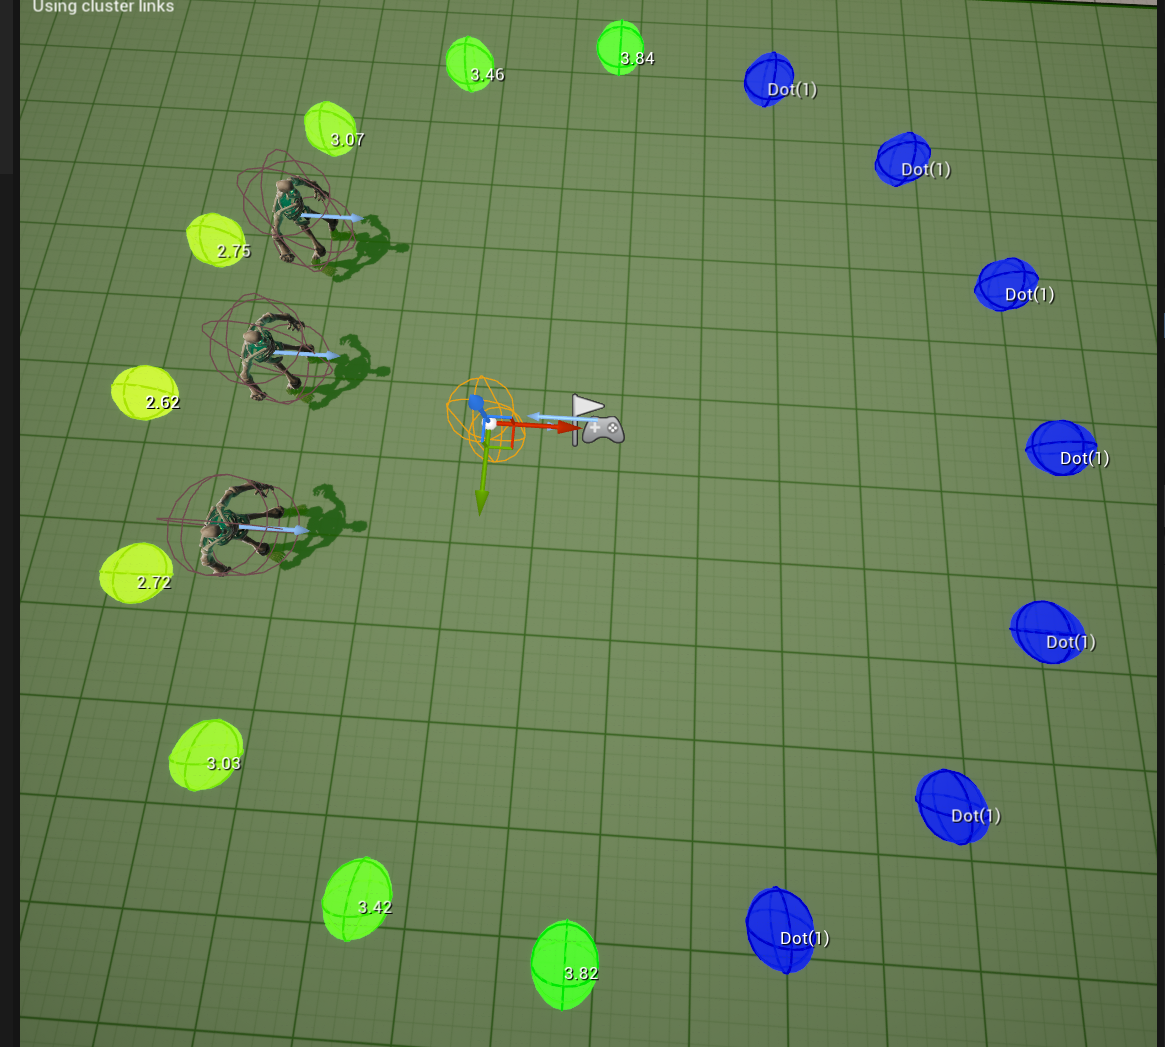 Using cluster links
3.84
3.46
Dot(1)
3.07
Dot(1)
2.75
Dot(1)
2.62
Dot(1)
2.72
Dot(1)
3.03
Dot(1)
3.42
Dot(1)
3.82